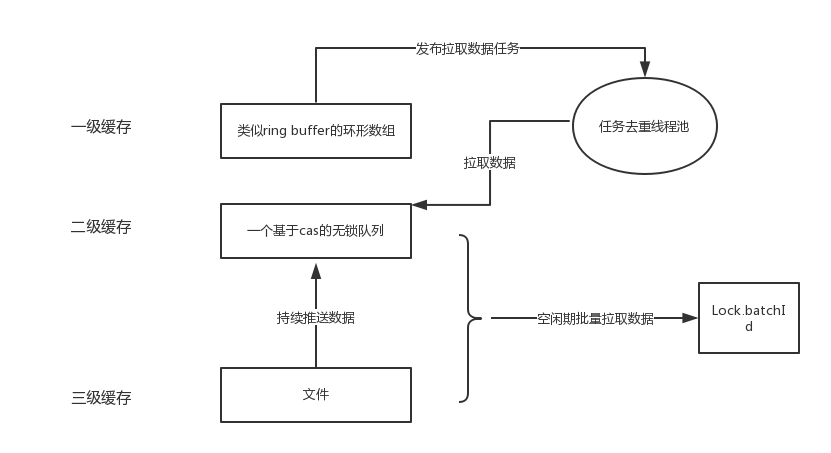 发布拉取数据任务
一级缓存
类似ring buffer的环形数组
任务去重线程池
拉取数据
二级缓存
一个基于cas的无锁队列
持续推送数据
空闲期批量拉取数据
Lock.batchI
d
三级缓存
文件